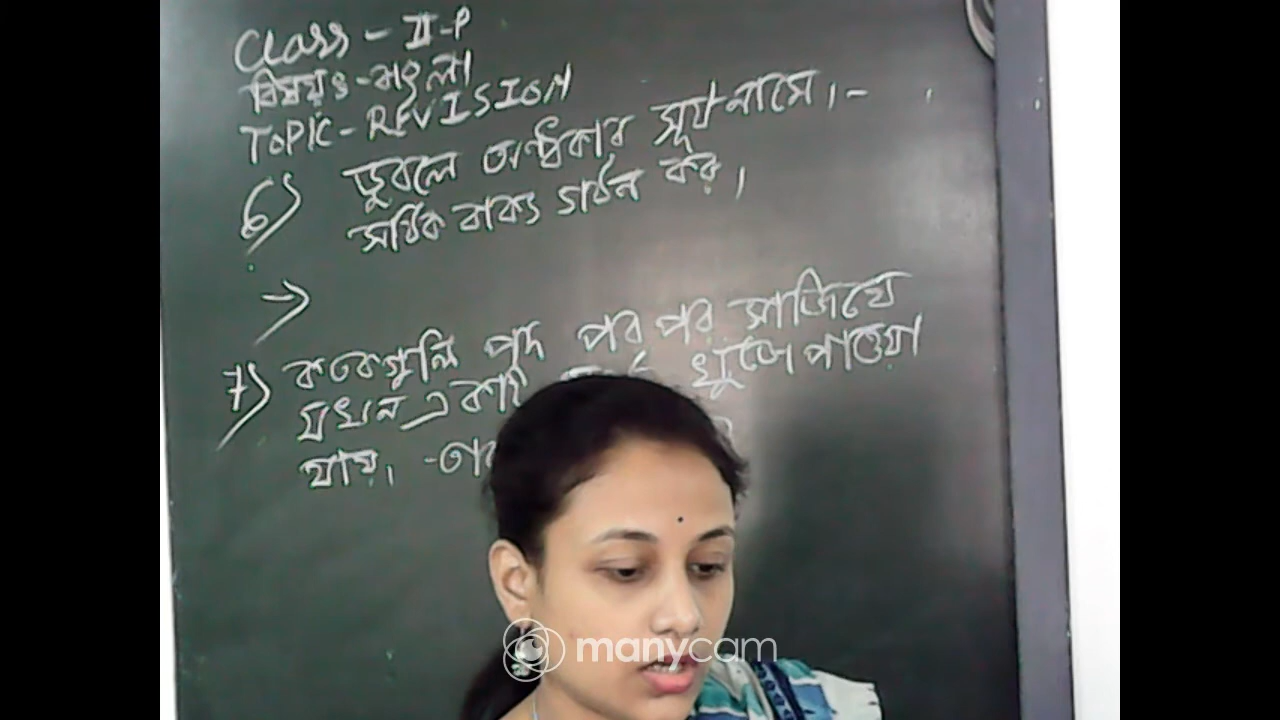 Class - II-P
বিষয়ঃ - বাংলা
TOPIC - REVISION
6) ডুবলে অন্ধকার সূর্য নামে। -
সঠিক বাক্য গঠন কর।
→
7) কতকগুলি পদ পর পর সাজিয়ে
যখন একটি খুঁজে পাওয়া
যায়। -
manycam